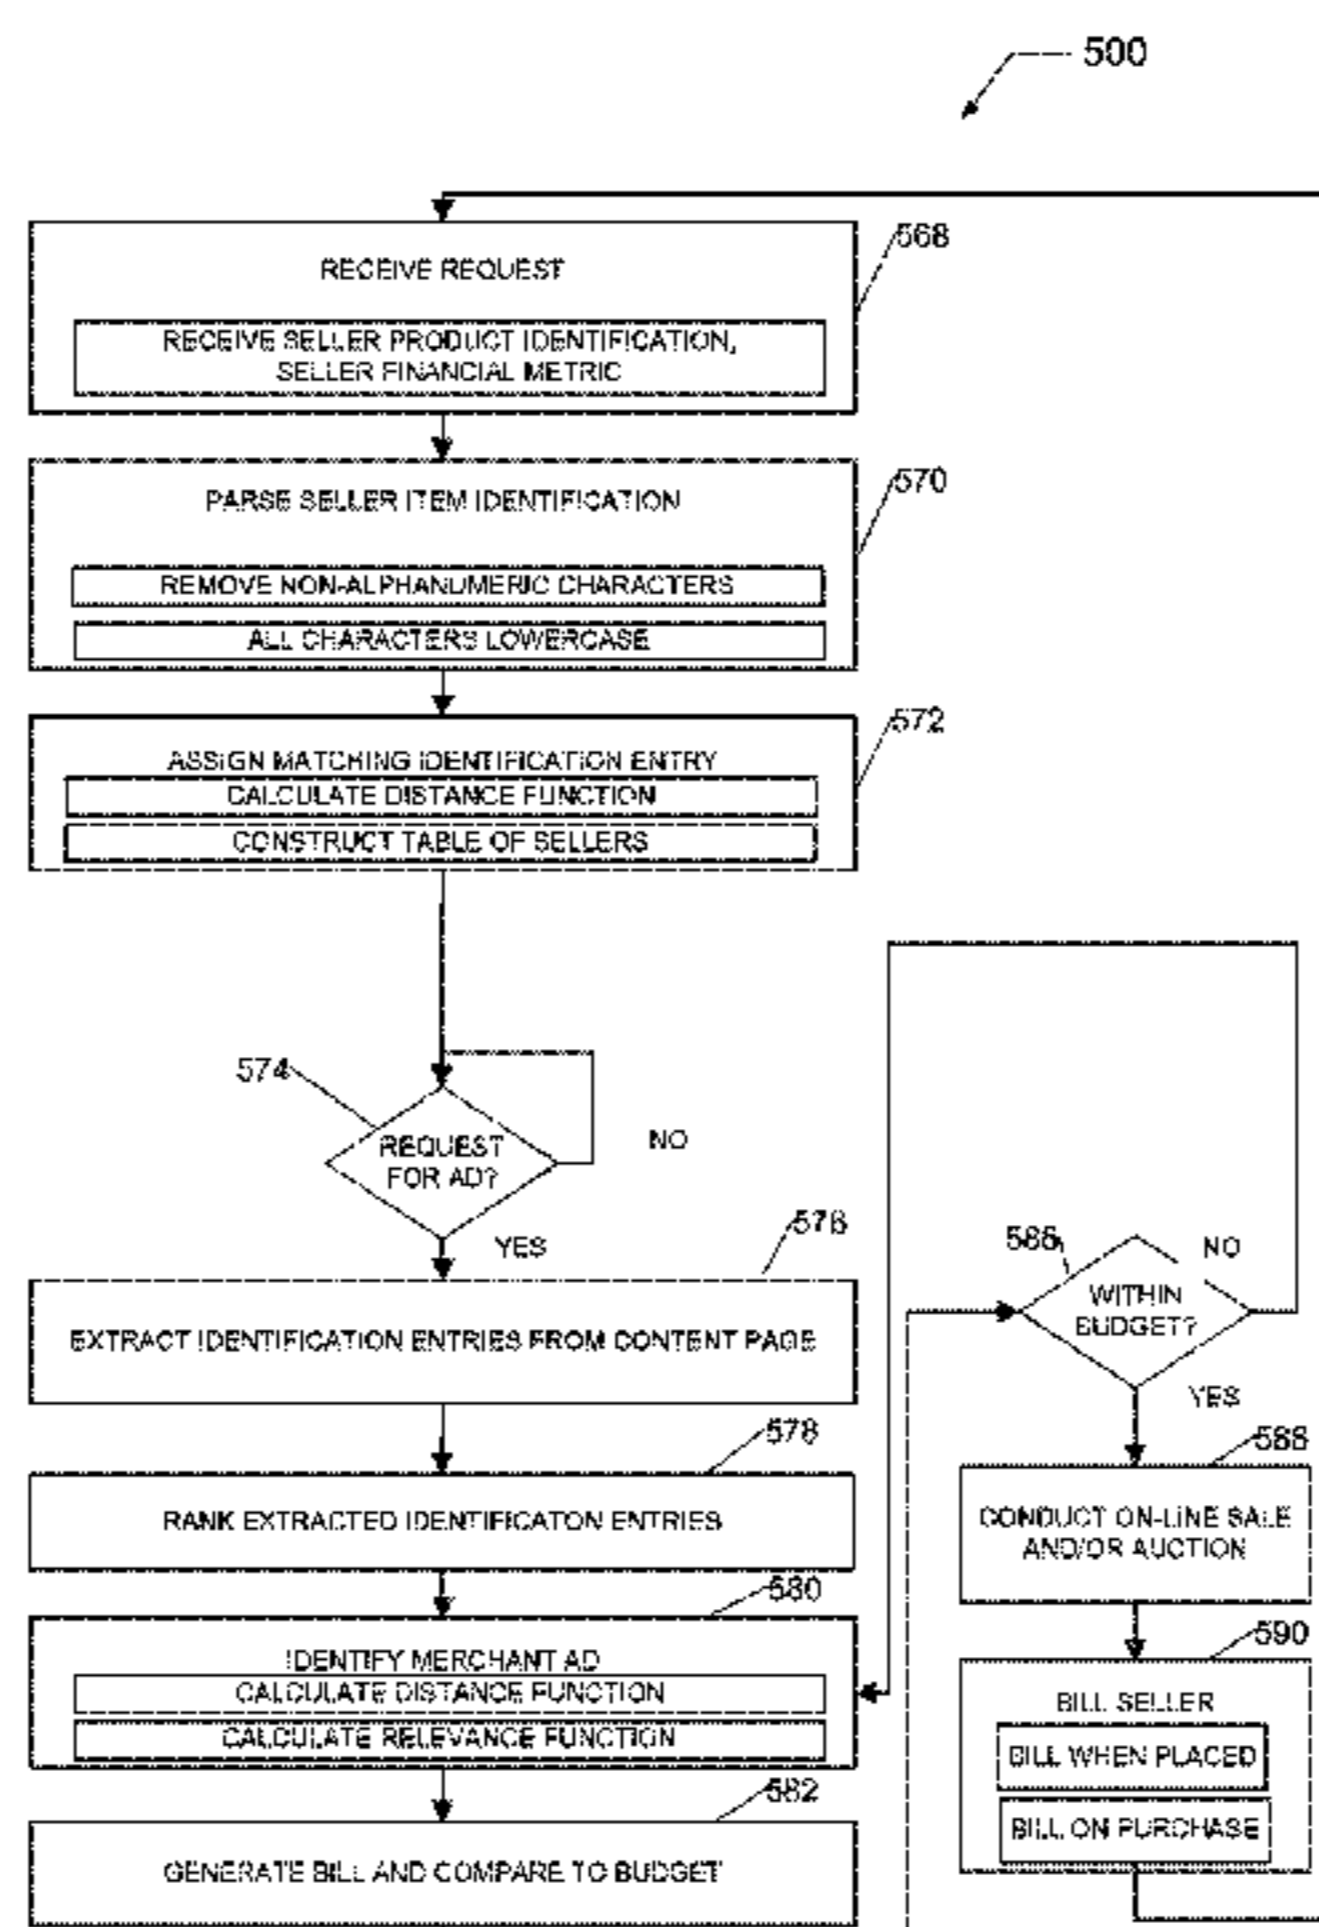 500
568
RECEIVE REQUEST
RECEIVE SELLER PRODUCT IDENTIFICATION,
SELLER FINANCIAL METRIC
570
PARSE SELLER ITEM IDENTIFICATION
REMOVE NON-ALPHANUMERIC CHARACTERS
ALL CHARACTERS LOWERCASE
572
ASSIGN MATCHING IDENTIFICATION ENTRY
CALCULATE DISTANCE FUNCTION
CONSTRUCT TABLE OF SELLERS
574
REQUEST
FOR AD?
NO
YES
576
EXTRACT IDENTIFICATION ENTRIES FROM CONTENT PAGE
578
RANK EXTRACTED IDENTIFICATON ENTRIES
580
IDENTIFY MERCHANT AD
CALCULATE DISTANCE FUNCTION
CALCULATE RELEVANCE FUNCTION
582
GENERATE BILL AND COMPARE TO BUDGET
586
NO
WITHIN
BUDGET?
YES
588
CONDUCT ON-LINE SALE
AND/OR AUCTION
590
BILL SELLER
BILL WHEN PLACED
BILL ON PURCHASE